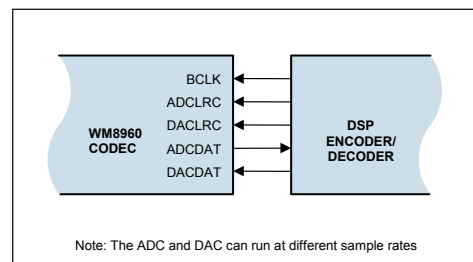 BCLK
ADCLRC
DACLRC
ADCDAT
DACDAT
WM8960
CODEC
DSP
ENCODER/
DECODER
Note: The ADC and DAC can run at different sample rates